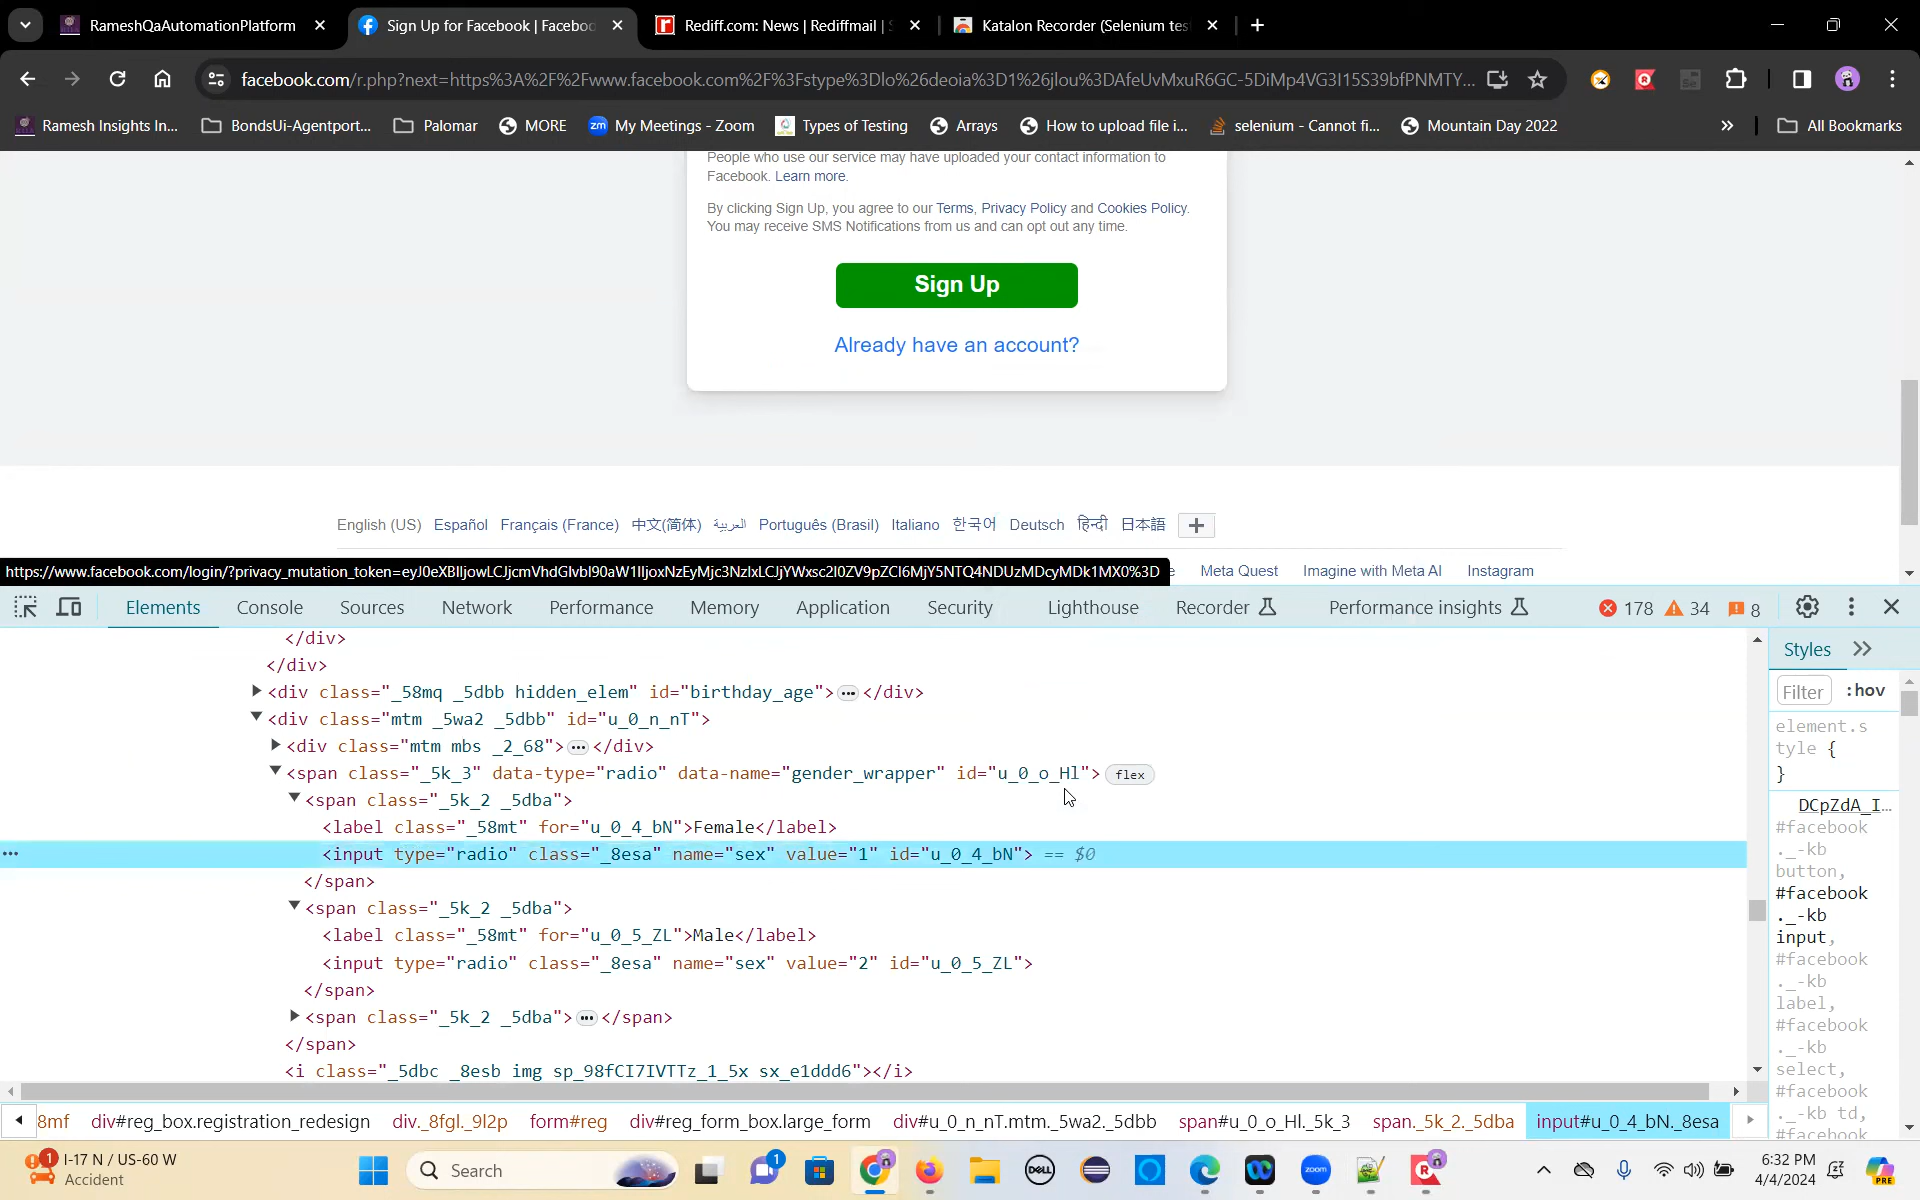 RameshQaAutomationPlatform
Sign Up for Facebook | Facebo
Rediff.com: News | Rediffmail |
Katalon Recorder (Selenium tes
facebook.com/r.php?next=https%3A%2F%2Fwww.facebook.com%2F%3Fstype%3Dlo%26deoia%3D1%26jlou%3DAfeUvMxuR6GC-5DiMp4VG3I15S39bfPNMTY...
Ramesh Insights In...
BondsUi-Agentport...
Palomar
MORE
zm My Meetings - Zoom
Types of Testing
Arrays
How to upload file i...
selenium - Cannot fi...
Mountain Day 2022
»
All Bookmarks
People who use our service may have uploaded your contact information to
Facebook. Learn more.
By clicking Sign Up, you agree to our Terms, Privacy Policy and Cookies Policy.
You may receive SMS Notifications from us and can opt out any time.
Sign Up
Already have an account?
English (US) Español Français (France) 中文(简体) العربية Português (Brasil) Italiano 한국어 Deutsch हिन्दी 日本語 +
https://www.facebook.com/login/?privacy_mutation_token=eyJ0eXBlIjowLCJjcmVhdGlvbl90aW1lIjoxNzEyMjc3NzIxLCJjYWxsc2l0ZV9pZCI6MjY5NTQ4NDUzMDcyMDk1MX0%3D
Meta Quest Imagine with Meta AI Instagram
Elements Console Sources Network Performance Memory Application Security Lighthouse Recorder Performance insights 178 34 8
</div>
</div>
<div class="_58mq _5dbb hidden_elem" id="birthday_age">…</div>
<div class="mtm _5wa2 _5dbb" id="u_0_n_nT">
<div class="mtm mbs _2_68">…</div>
<span class="_5k_3" data-type="radio" data-name="gender_wrapper" id="u_0_o_Hl"> flex
<span class="_5k_2 _5dba">
<label class="_58mt" for="u_0_4_bN">Female</label>
… <input type="radio" class="_8esa" name="sex" value="1" id="u_0_4_bN"> == $0
</span>
<span class="_5k_2 _5dba">
<label class="_58mt" for="u_0_5_ZL">Male</label>
<input type="radio" class="_8esa" name="sex" value="2" id="u_0_5_ZL">
</span>
<span class="_5k_2 _5dba">…</span>
</span>
<i class="_5dbc _8esb img sp_98fCI7IVTTz_1_5x sx_e1ddd6"></i>
8mf div#reg_box.registration_redesign div._8fgl._9l2p form#reg div#reg_form_box.large_form div#u_0_n_nT.mtm._5wa2._5dbb span#u_0_o_Hl._5k_3 span._5k_2._5dba input#u_0_4_bN._8esa
Styles »
Filter :hov
element.s
tyle {
}
DCpZdA_I…
#facebook
._-kb
button,
#facebook
._-kb
input,
#facebook
._-kb
label,
#facebook
._-kb
select,
#facebook
._-kb td,
#facebook
1
I-17 N / US-60 W
Accident
Search
1
DELL
zoom
R
6:32 PM
4/4/2024
PRE